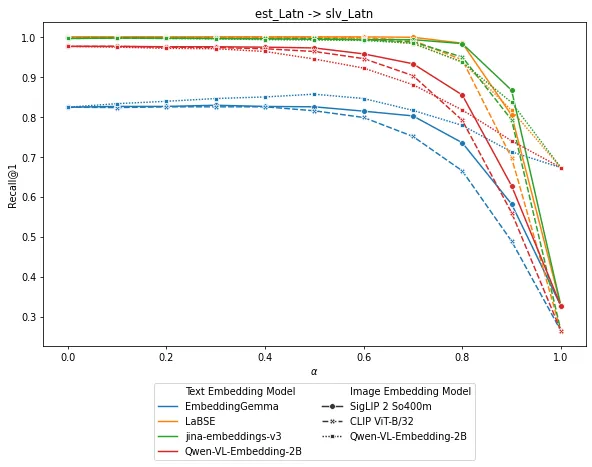 est_Latn -> slv_Latn
Recall@1
1.0
0.9
0.8
0.7
0.6
0.5
0.4
0.3
0.0 0.2 0.4 0.6 0.8 1.0
α
Text Embedding Model Image Embedding Model
EmbeddingGemma SigLIP 2 So400m
LaBSE CLIP ViT-B/32
jina-embeddings-v3 Qwen-VL-Embedding-2B
Qwen-VL-Embedding-2B